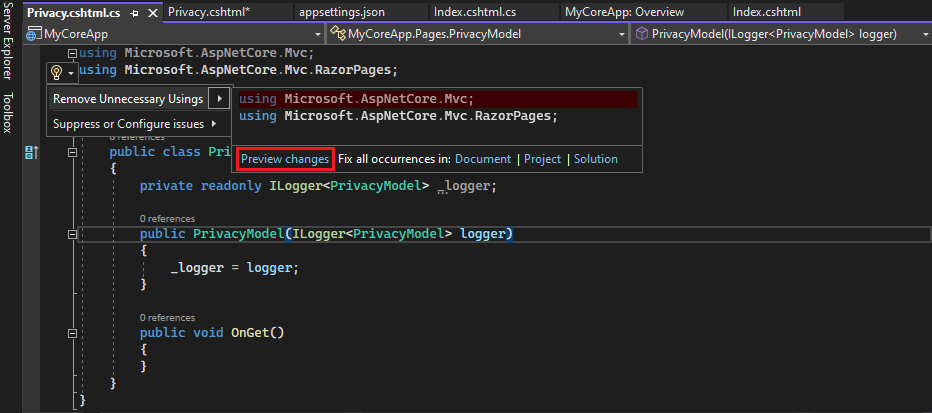 Server Explorer
Toolbox
Privacy.cshtml.cs
Privacy.cshtml*
appsettings.json
Index.cshtml.cs
MyCoreApp: Overview
Index.cshtml
MyCoreApp
MyCoreApp.Pages.PrivacyModel
PrivacyModel(ILogger<PrivacyModel> logger)
using Microsoft.AspNetCore.Mvc;
using Microsoft.AspNetCore.Mvc.RazorPages;
Remove Unnecessary Usings
Suppress or Configure issues
using Microsoft.AspNetCore.Mvc;
using Microsoft.AspNetCore.Mvc.RazorPages;
Preview changes Fix all occurrences in: Document | Project | Solution
0 references
public class Pri
{
private readonly ILogger<PrivacyModel> _logger;
0 references
public PrivacyModel(ILogger<PrivacyModel> logger)
{
_logger = logger;
}
0 references
public void OnGet()
{
}
}
}